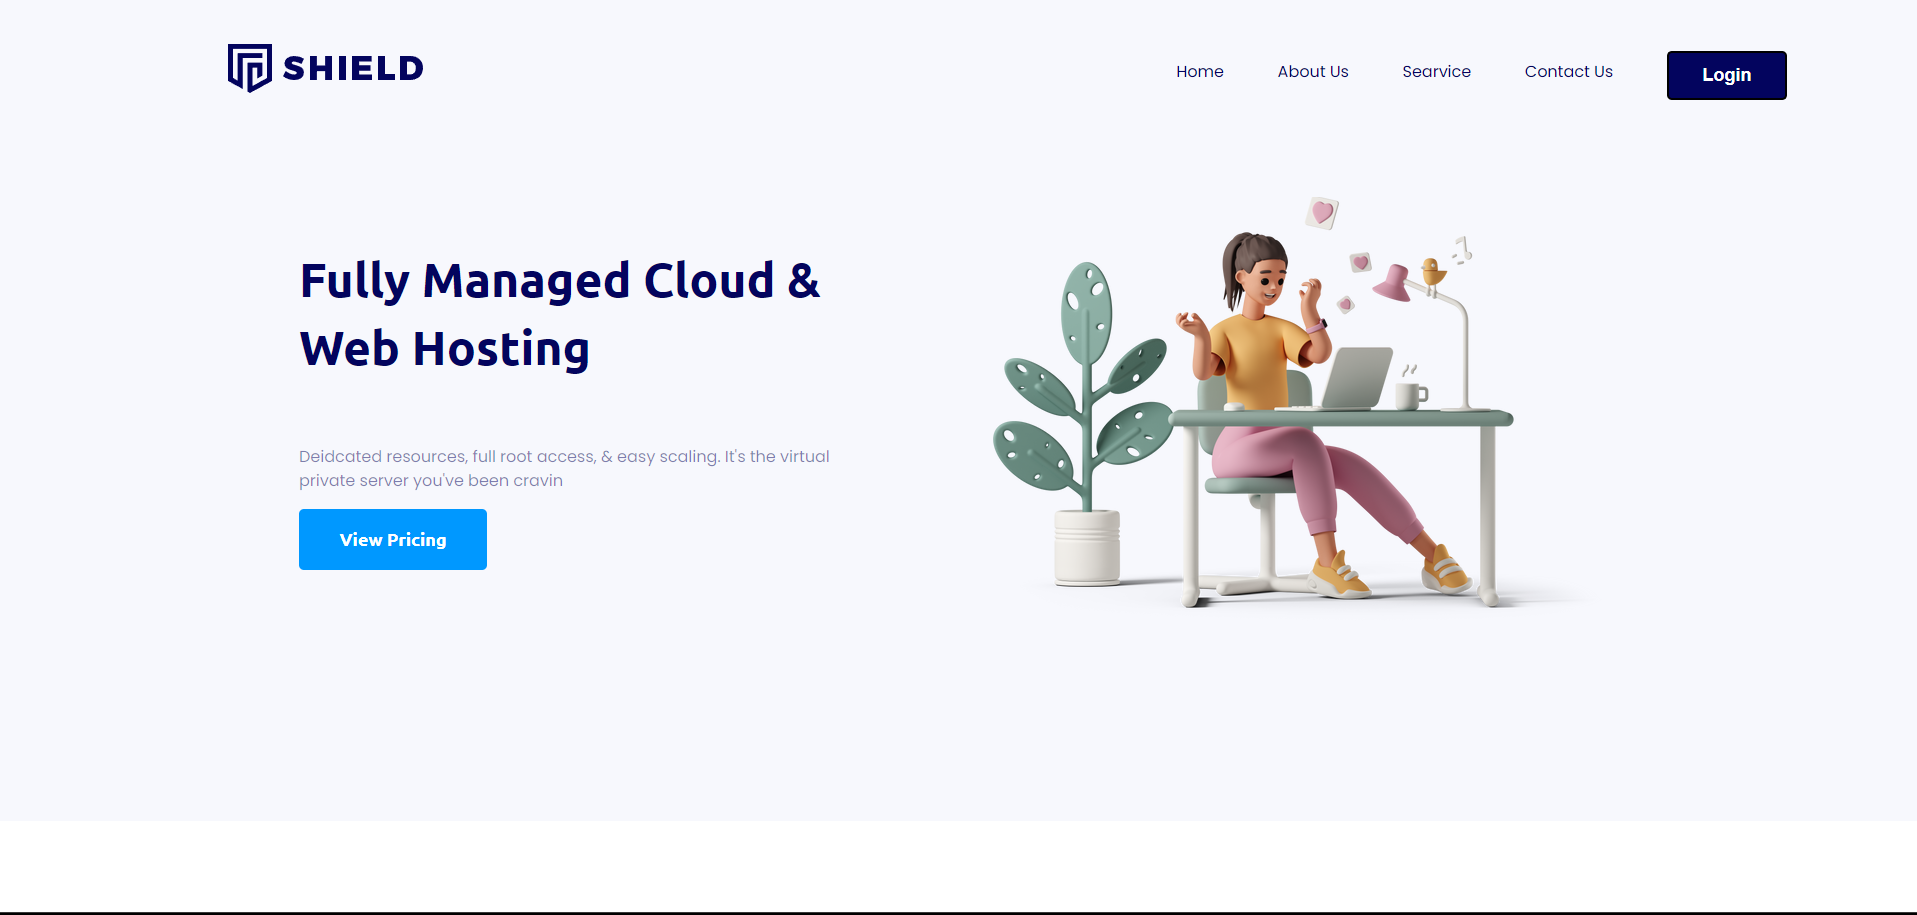 SHIELD
Home
About Us
Searvice
Contact Us
Login
Fully Managed Cloud &
Web Hosting
Deidcated resources, full root access, & easy scaling. It's the virtual
private server you've been cravin
View Pricing